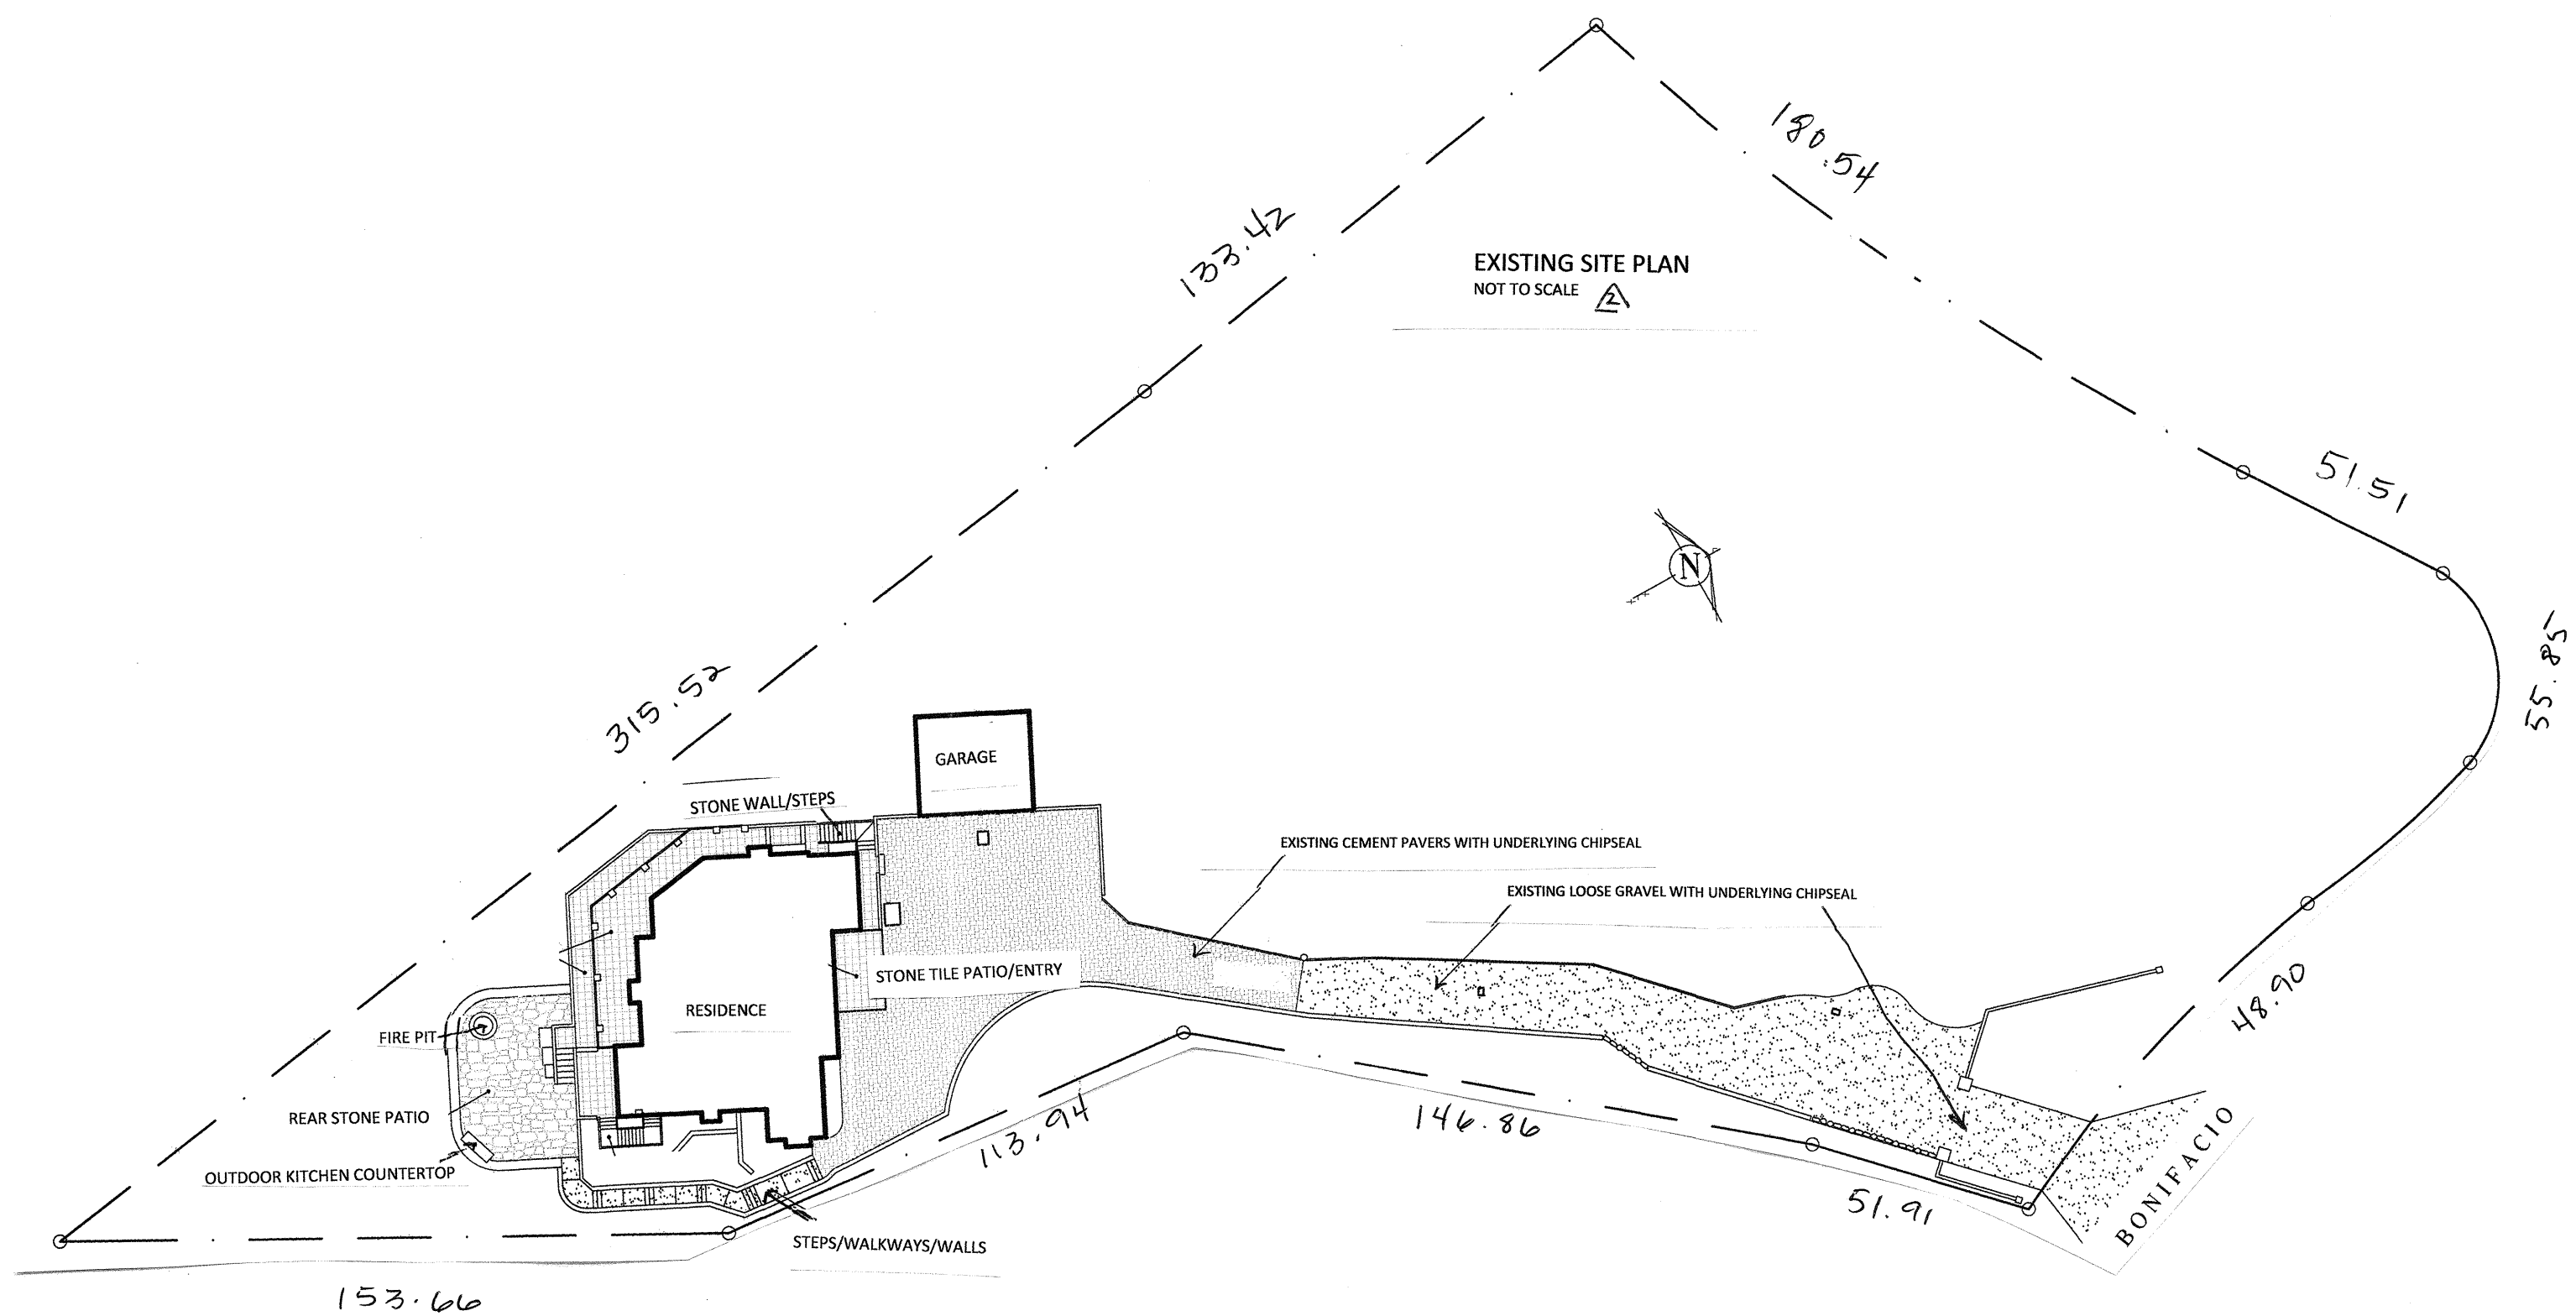 180.54
133.42
EXISTING SITE PLAN
NOT TO SCALE 2
51.51
N
315.52
55.85
GARAGE
STONE WALL/STEPS
EXISTING CEMENT PAVERS WITH UNDERLYING CHIPSEAL
EXISTING LOOSE GRAVEL WITH UNDERLYING CHIPSEAL
STONE TILE PATIO/ENTRY
RESIDENCE
48.90
FIRE PIT
REAR STONE PATIO
146.86
113.94
OUTDOOR KITCHEN COUNTERTOP
BONIFACIO
51.91
STEPS/WALKWAYS/WALLS
153.66